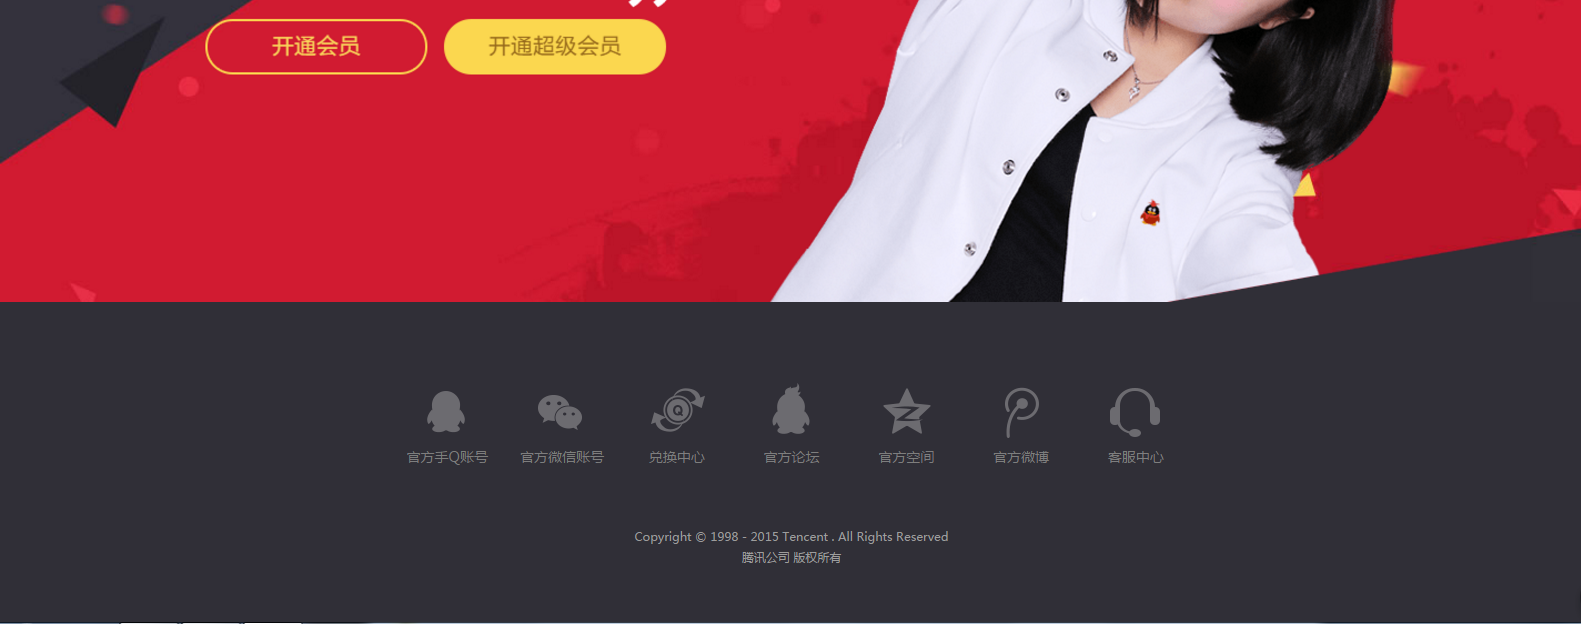 开通会员
开通超级会员
官方手Q账号
官方微信账号
兑换中心
官方论坛
官方空间
官方微博
客服中心
Copyright © 1998 - 2015 Tencent . All Rights Reserved
腾讯公司 版权所有